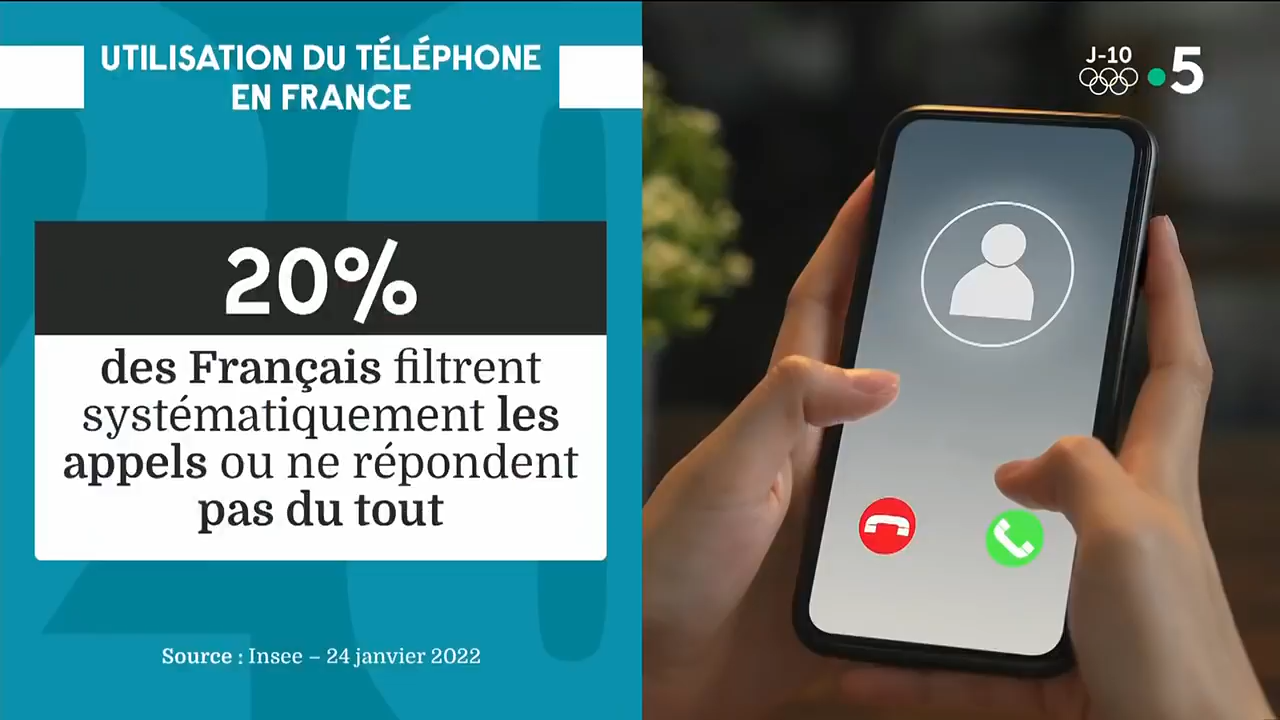 UTILISATION DU TÉLÉPHONE
EN FRANCE
20%
des Français filtrent
systématiquement les
appels ou ne répondent
pas du tout
Source : Insee – 24 janvier 2022
J-10
5